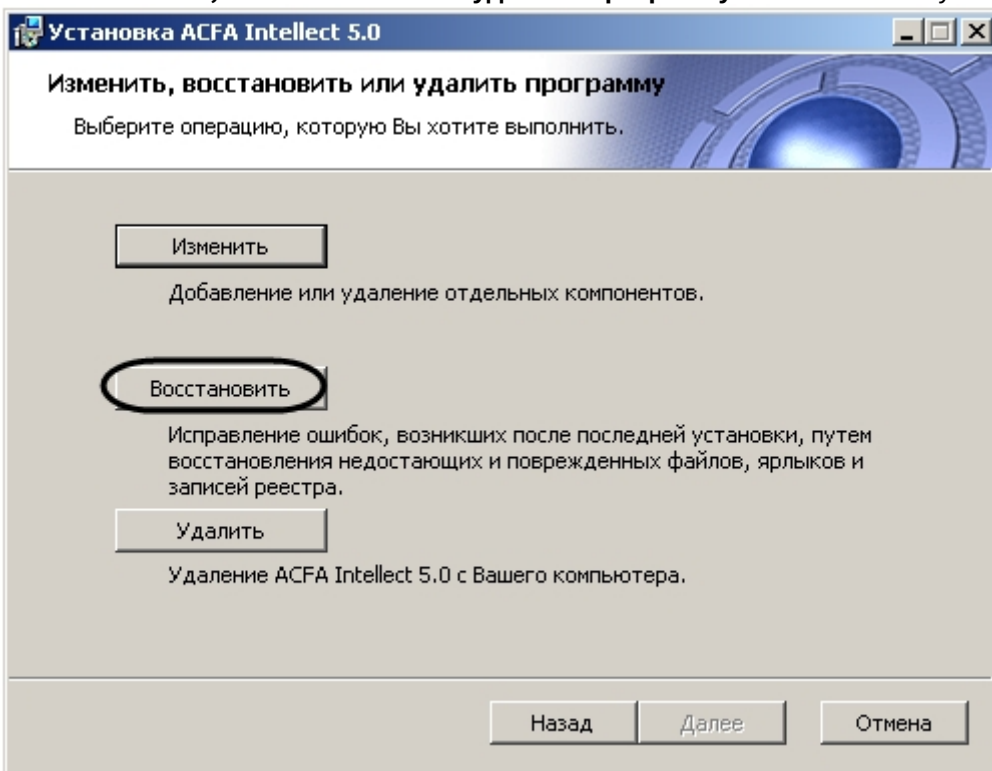 Установка ACFA Intellect 5.0
Изменить, восстановить или удалить программу
Выберите операцию, которую Вы хотите выполнить.
Изменить
Добавление или удаление отдельных компонентов.
Восстановить
Исправление ошибок, возникших после последней установки, путем
восстановления недостающих и поврежденных файлов, ярлыков и
записей реестра.
Удалить
Удаление ACFA Intellect 5.0 с Вашего компьютера.
Назад Далее Отмена